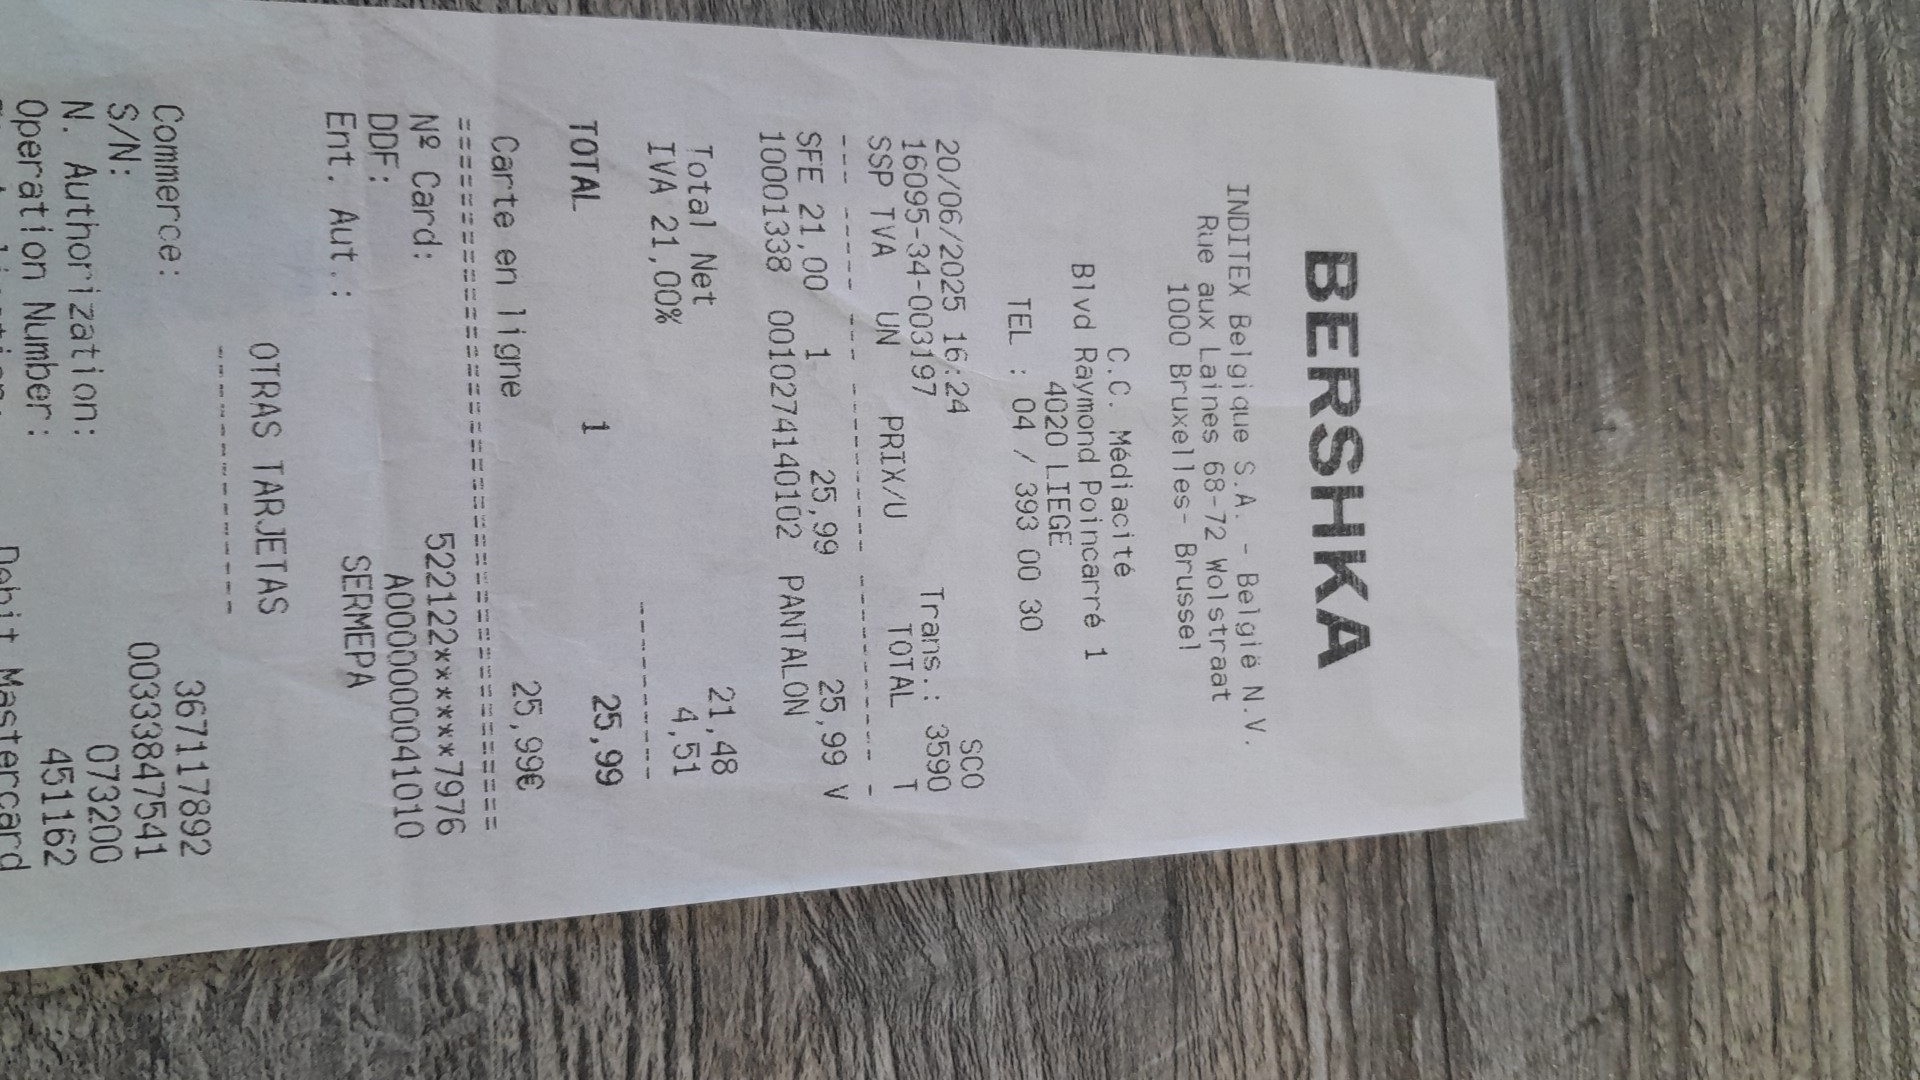 BERSHKA
INDITEX Belgique S.A. - België N.V.
Rue aux Laines 68-72 Wolstraat
1000 Bruxelles- Brussel
C.C. Médiacité
Blvd Raymond Poincarré 1
4020 LIEGE
TEL : 04 / 393 00 30
SCO
20/06/2025 16:24 Trans.: 3590
16095-34-003197 T
SSP TVA UN PRIX/U TOTAL
--- ----- --- ---------- ---------- -
SFE 21,00 1 25,99 25,99 V
10001338 0010274140102 PANTALON
Total Net 21,48
IVA 21,00% 4,51
----------
TOTAL 1 25,99
Carte en ligne 25,99€
========================================
Nº Card: 522122******7976
DDF: A0000000041010
Ent. Aut.: SERMEPA
OTRAS TARJETAS
---------------
Commerce: 367117892
S/N: 00333847541
N. Authorization: 073200
Operation Number: 451162
Debit Mastercard